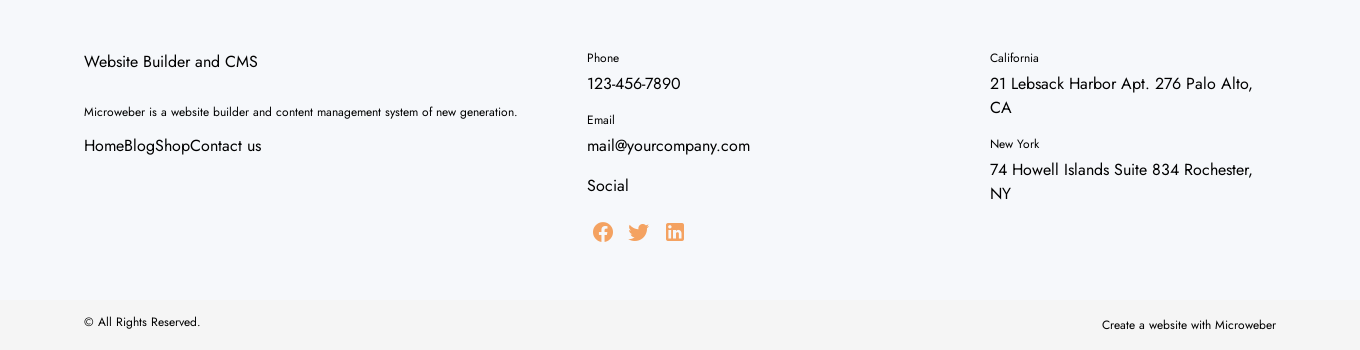 Website Builder and CMS
Microweber is a website builder and content management system of new generation.
HomeBlogShopContact us
Phone
123-456-7890
Email
mail@yourcompany.com
Social
California
21 Lebsack Harbor Apt. 276 Palo Alto,
CA
New York
74 Howell Islands Suite 834 Rochester,
NY
© All Rights Reserved.
Create a website with Microweber